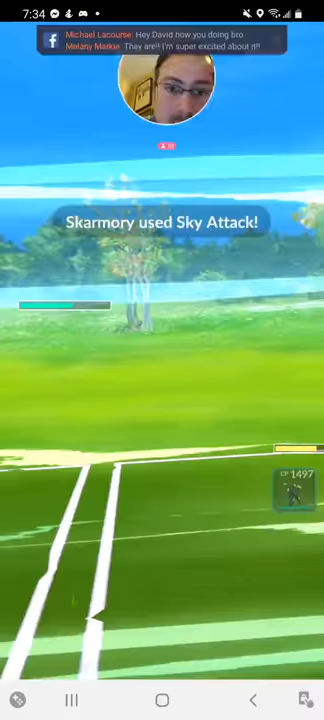 7:34
Michael Lacourse: Hey David how you doing bro
Melany Markie: They are!! I'm super excited about it!!
Skarmory used Sky Attack!
CP 1497